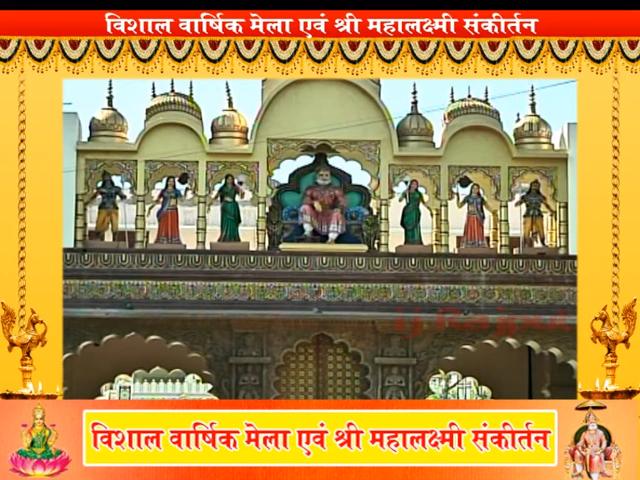 विशाल वार्षिक मेला एवं श्री महालक्ष्मी संकीर्तन
विशाल वार्षिक मेला एवं श्री महालक्ष्मी संकीर्तन